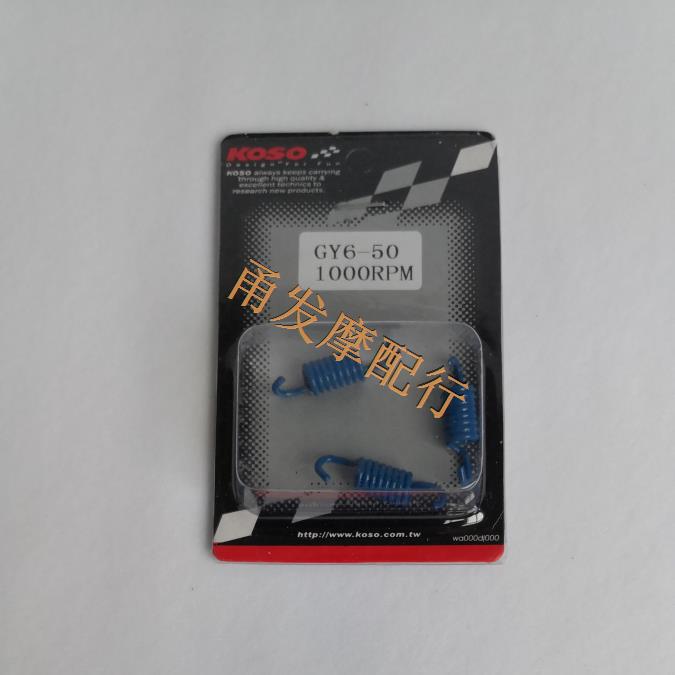 KOSO
Design For Fun
KOSO always keeps carrying
through high quality &
excellent technics to
research new products.
GY6-50
1000RPM
甬发摩配行
http://www.koso.com.tw
wa000dj000